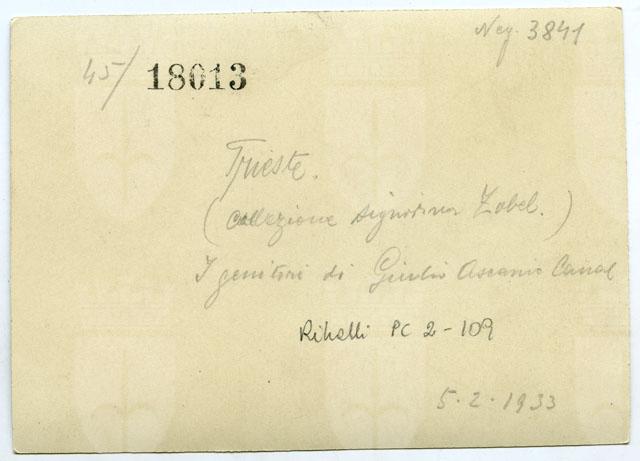 Neg. 3841
45/ 18013
Trieste.
(Collezione signorina Zobel.)
I genitori di Giulio Ascanio Canal
Rihelli PC 2-109
5.2.1933